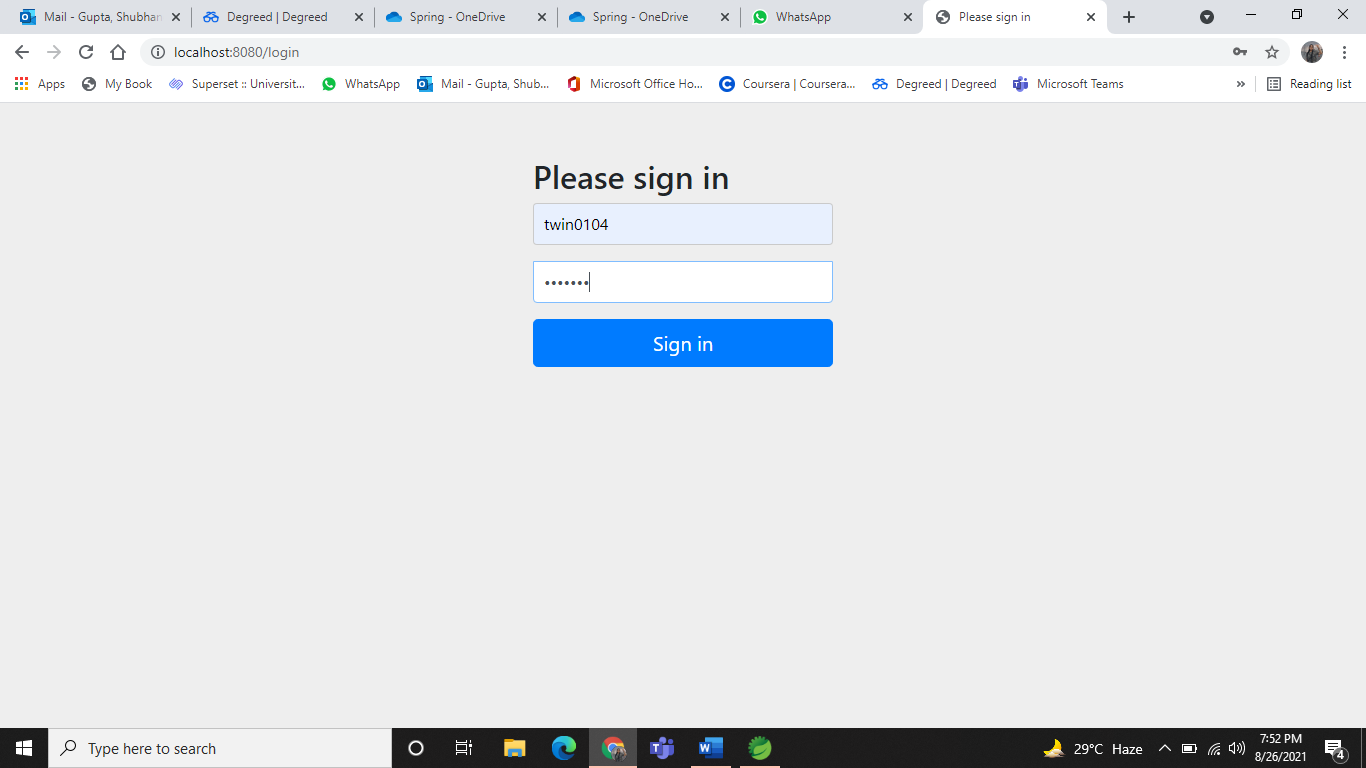 Mail - Gupta, Shubhan
Degreed | Degreed
Spring - OneDrive
Spring - OneDrive
WhatsApp
Please sign in
localhost:8080/login
Apps
My Book
Superset :: Universit...
WhatsApp
Mail - Gupta, Shub...
Microsoft Office Ho...
Coursera | Coursera...
Degreed | Degreed
Microsoft Teams
»
Reading list
Please sign in
twin0104
•••••••
Sign in
Type here to search
29°C Haze
7:52 PM
8/26/2021
4